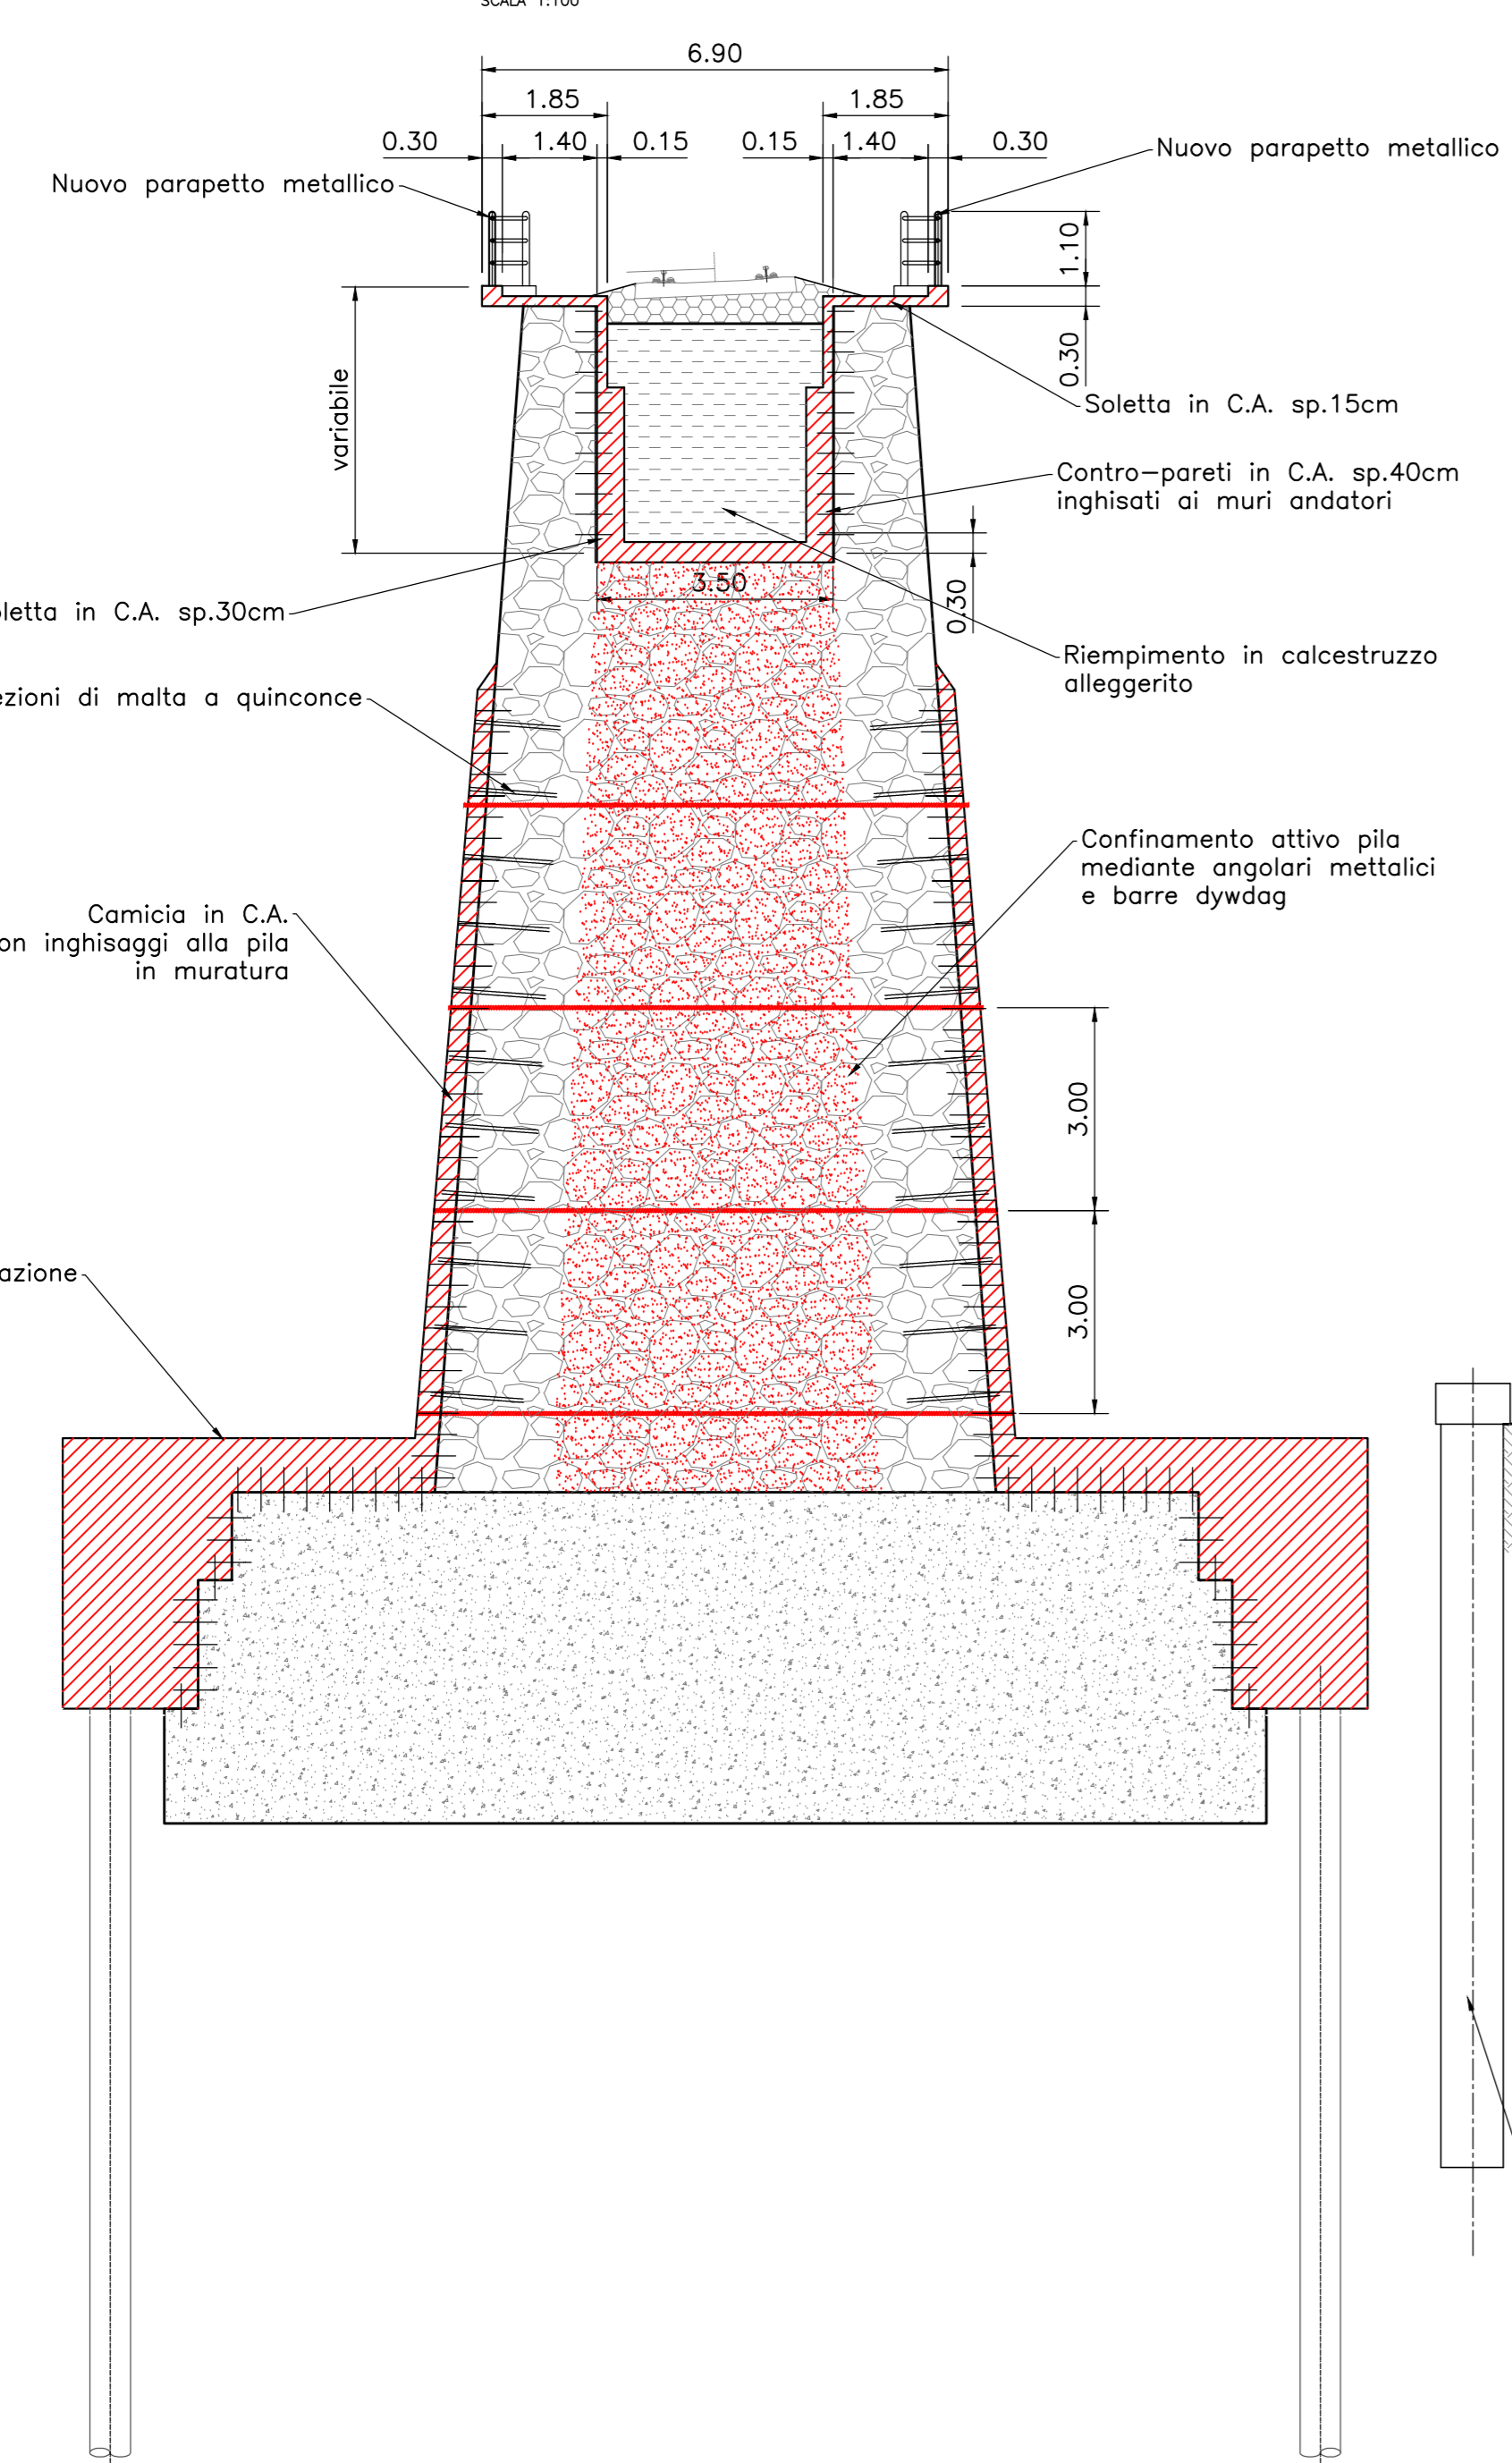 SCALA 1:100
6.90
1.85 1.85
0.30 1.40 0.15 0.15 1.40 0.30
Nuovo parapetto metallico
Nuovo parapetto metallico
1.10
0.30
variabile
Soletta in C.A. sp.15cm
Contro-pareti in C.A. sp.40cm
inghisati ai muri andatori
3.50
0.30
letta in C.A. sp.30cm
Riempimento in calcestruzzo
alleggerito
ezioni di malta a quinconce
Confinamento attivo pila
mediante angolari mettalici
e barre dywdag
Camicia in C.A.
on inghisaggi alla pila
in muratura
3.00
3.00
azione